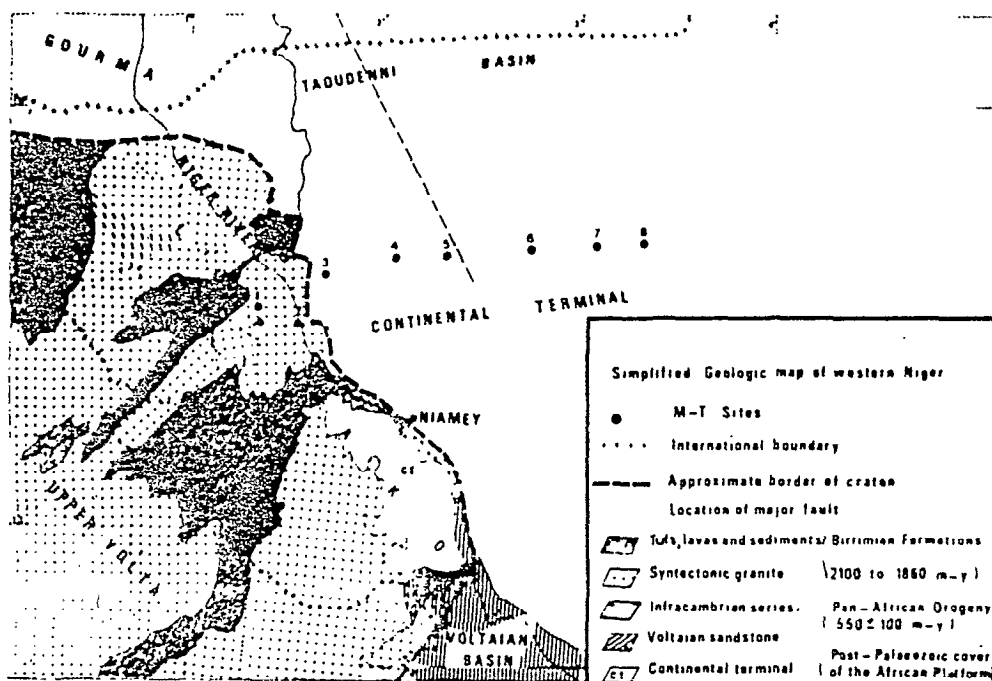 GOURMA
TAOUDENNI BASIN
NIGER RIVER
3
4
5
6
7
8
CONTINENTAL TERMINAL
NIAMEY
CT
UPPER VOLTA
VOLTAIAN
BASIN
Simplified Geologic map of western Niger
M-T Sites
International boundary
Approximate border of craton
Location of major fault
Tufs, lavas and sediments/ Birrimian Formations
Syntectonic granite (2100 to 1860 m-y)
Infracambrian series. Pan-African Orogeny
(550±100 m-y)
Voltaian sandstone
CT Continental terminal Post-Palaeozoic cover
(of the African Platform)